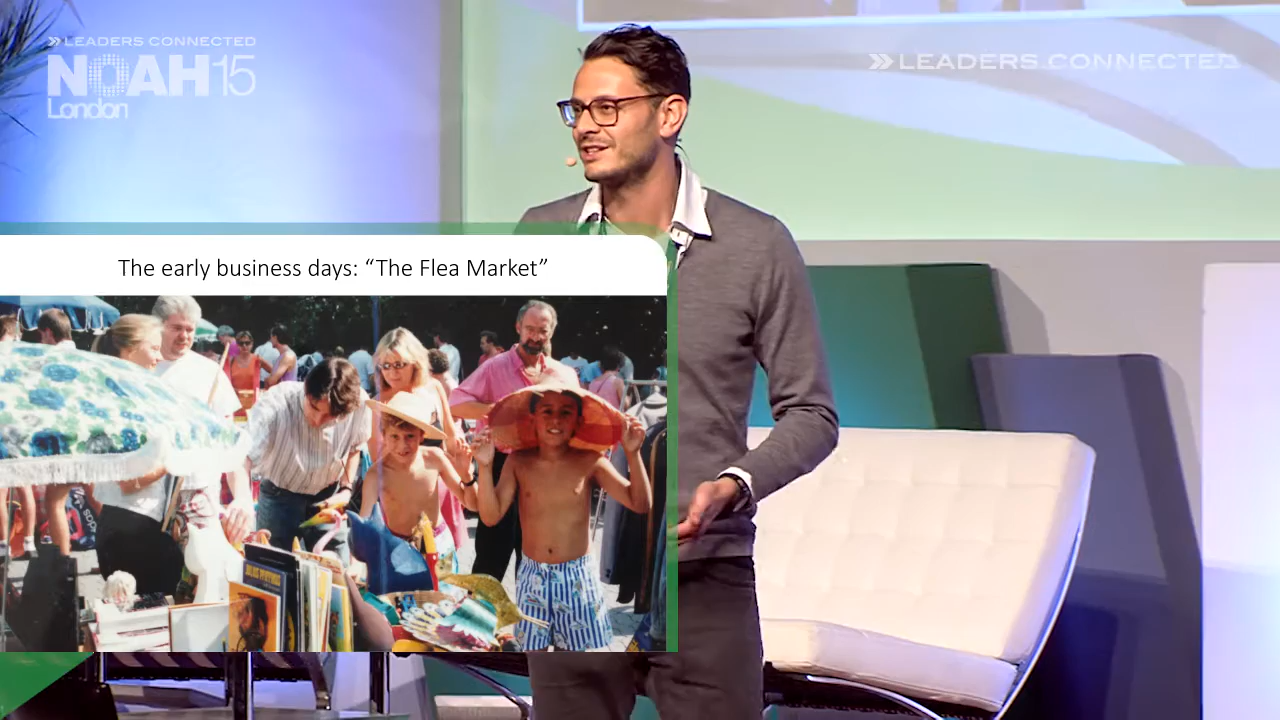 LEADERS CONNECTED
NOAH15
London
LEADERS CONNECTED
The early business days: “The Flea Market”